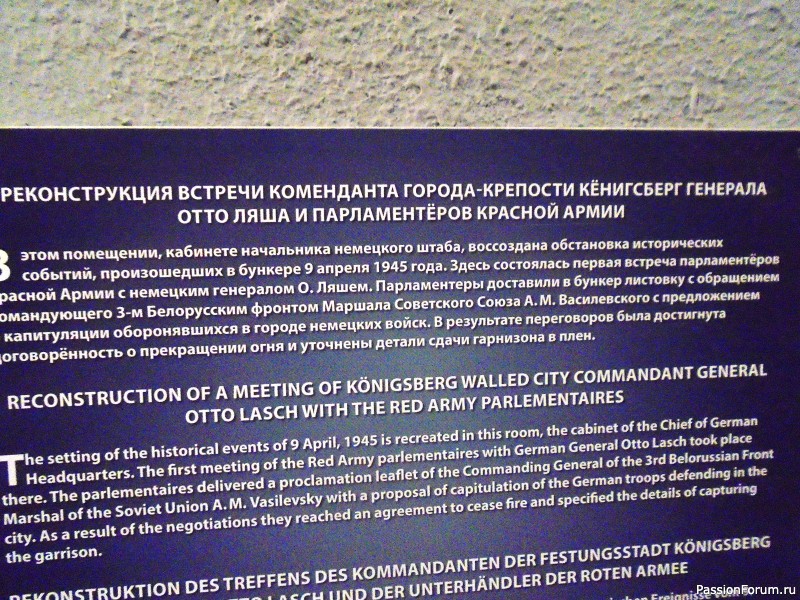 РЕКОНСТРУКЦИЯ ВСТРЕЧИ КОМЕНДАНТА ГОРОДА-КРЕПОСТИ КЁНИГСБЕРГ ГЕНЕРАЛА
ОТТО ЛЯША И ПАРЛАМЕНТЁРОВ КРАСНОЙ АРМИИ
В этом помещении, кабинете начальника немецкого штаба, воссоздана обстановка исторических
событий, произошедших в бункере 9 апреля 1945 года. Здесь состоялась первая встреча парламентёров
расной Армии с немецким генералом О. Ляшем. Парламентеры доставили в бункер листовку с обращением
омандующего 3-м Белорусским фронтом Маршала Советского Союза А. М. Василевского с предложением
капитуляции оборонявшихся в городе немецких войск. В результате переговоров была достигнута
договорённость о прекращении огня и уточнены детали сдачи гарнизона в плен.
RECONSTRUCTION OF A MEETING OF KÖNIGSBERG WALLED CITY COMMANDANT GENERAL
OTTO LASCH WITH THE RED ARMY PARLEMENTAIRES
The setting of the historical events of 9 April, 1945 is recreated in this room, the cabinet of the Chief of German
Headquarters. The first meeting of the Red Army parlementaires with German General Otto Lasch took place
there. The parlementaires delivered a proclamation leaflet of the Commanding General of the 3rd Belorussian Front
Marshal of the Soviet Union A. M. Vasilevsky with a proposal of capitulation of the German troops defending in the
city. As a result of the negotiations they reached an agreement to cease fire and specified the details of capturing
the garrison.
REKONSTRUKTION DES TREFFENS DES KOMMANDANTEN DER FESTUNGSSTADT KÖNIGSBERG
OTTO LASCH UND DER UNTERHÄNDLER DER ROTEN ARMEE
Ereignisse vom
PassionForum.ru